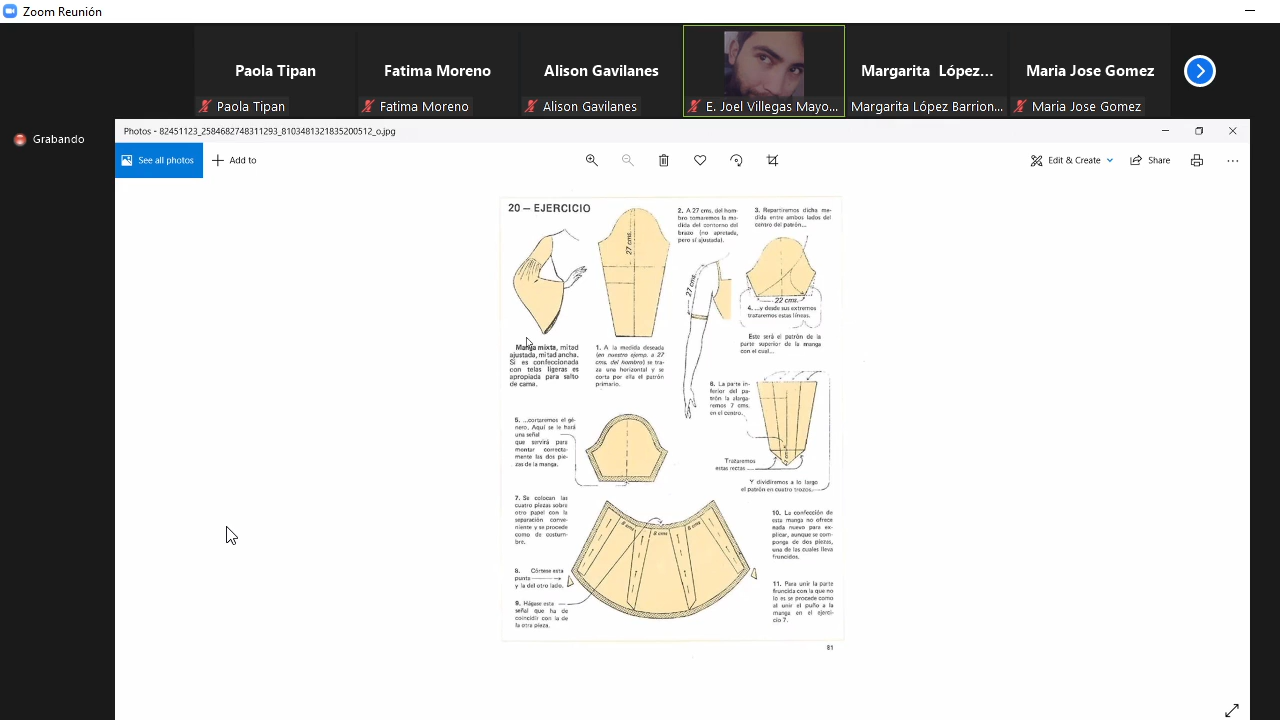 Zoom Reunión
Paola Tipan
Fatima Moreno
Alison Gavilanes
Margarita López...
Maria Jose Gomez
Paola Tipan
Fatima Moreno
Alison Gavilanes
E. Joel Villegas Mayo...
Margarita López Barrion...
Maria Jose Gomez
Grabando
Photos - 82451123_2584682748311293_8103481321835200512_o.jpg
See all photos
Add to
Edit & Create
Share
20 — EJERCICIO
27 cms.
2. A 27 cms. del hom-
bro tomaremos la me-
dida del contorno del
brazo (no apretada,
pero sí ajustada).
3. Repartiremos dicha me-
dida entre ambos lados del
centro del patrón...
27 cms.
22 cms.
4. ...y desde sus extremos
trazaremos estas líneas.
Este será el patrón de la
parte superior de la manga
con el cual...
Manga mixta, mitad
ajustada, mitad ancha.
Si es confeccionada
con telas ligeras es
apropiada para salto
de cama.
1. A la medida deseada
(en nuestro ejemp. a 27
cms. del hombro) se tra-
za una horizontal y se
corta por ella el patrón
primario.
6. La parte in-
ferior del pa-
trón la alarga-
remos 7 cms.
en el centro.
5. ...cortaremos el gé-
nero. Aquí se le hará
una señal
que servirá para
montar correcta-
mente las dos pie-
zas de la manga.
Trazaremos
estas rectas
Y dividiremos a lo largo
el patrón en cuatro trozos.
7. Se colocan las
cuatro piezas sobre
otro papel con la
separación conve-
niente y se procede
como de costum-
bre.
8 cms
8 cms
8 cms
10. La confección de
esta manga no ofrece
nada nuevo para ex-
plicar, aunque se com-
ponga de dos piezas,
una de las cuales lleva
fruncidos.
8. Córtese esta
punta
y la del otro lado.
9. Hágase esta
señal que ha de
coincidir con la de
la otra pieza.
11. Para unir la parte
fruncida con la que no
lo es se procede como
al unir el puño a la
manga en el ejerci-
cio 7.
81